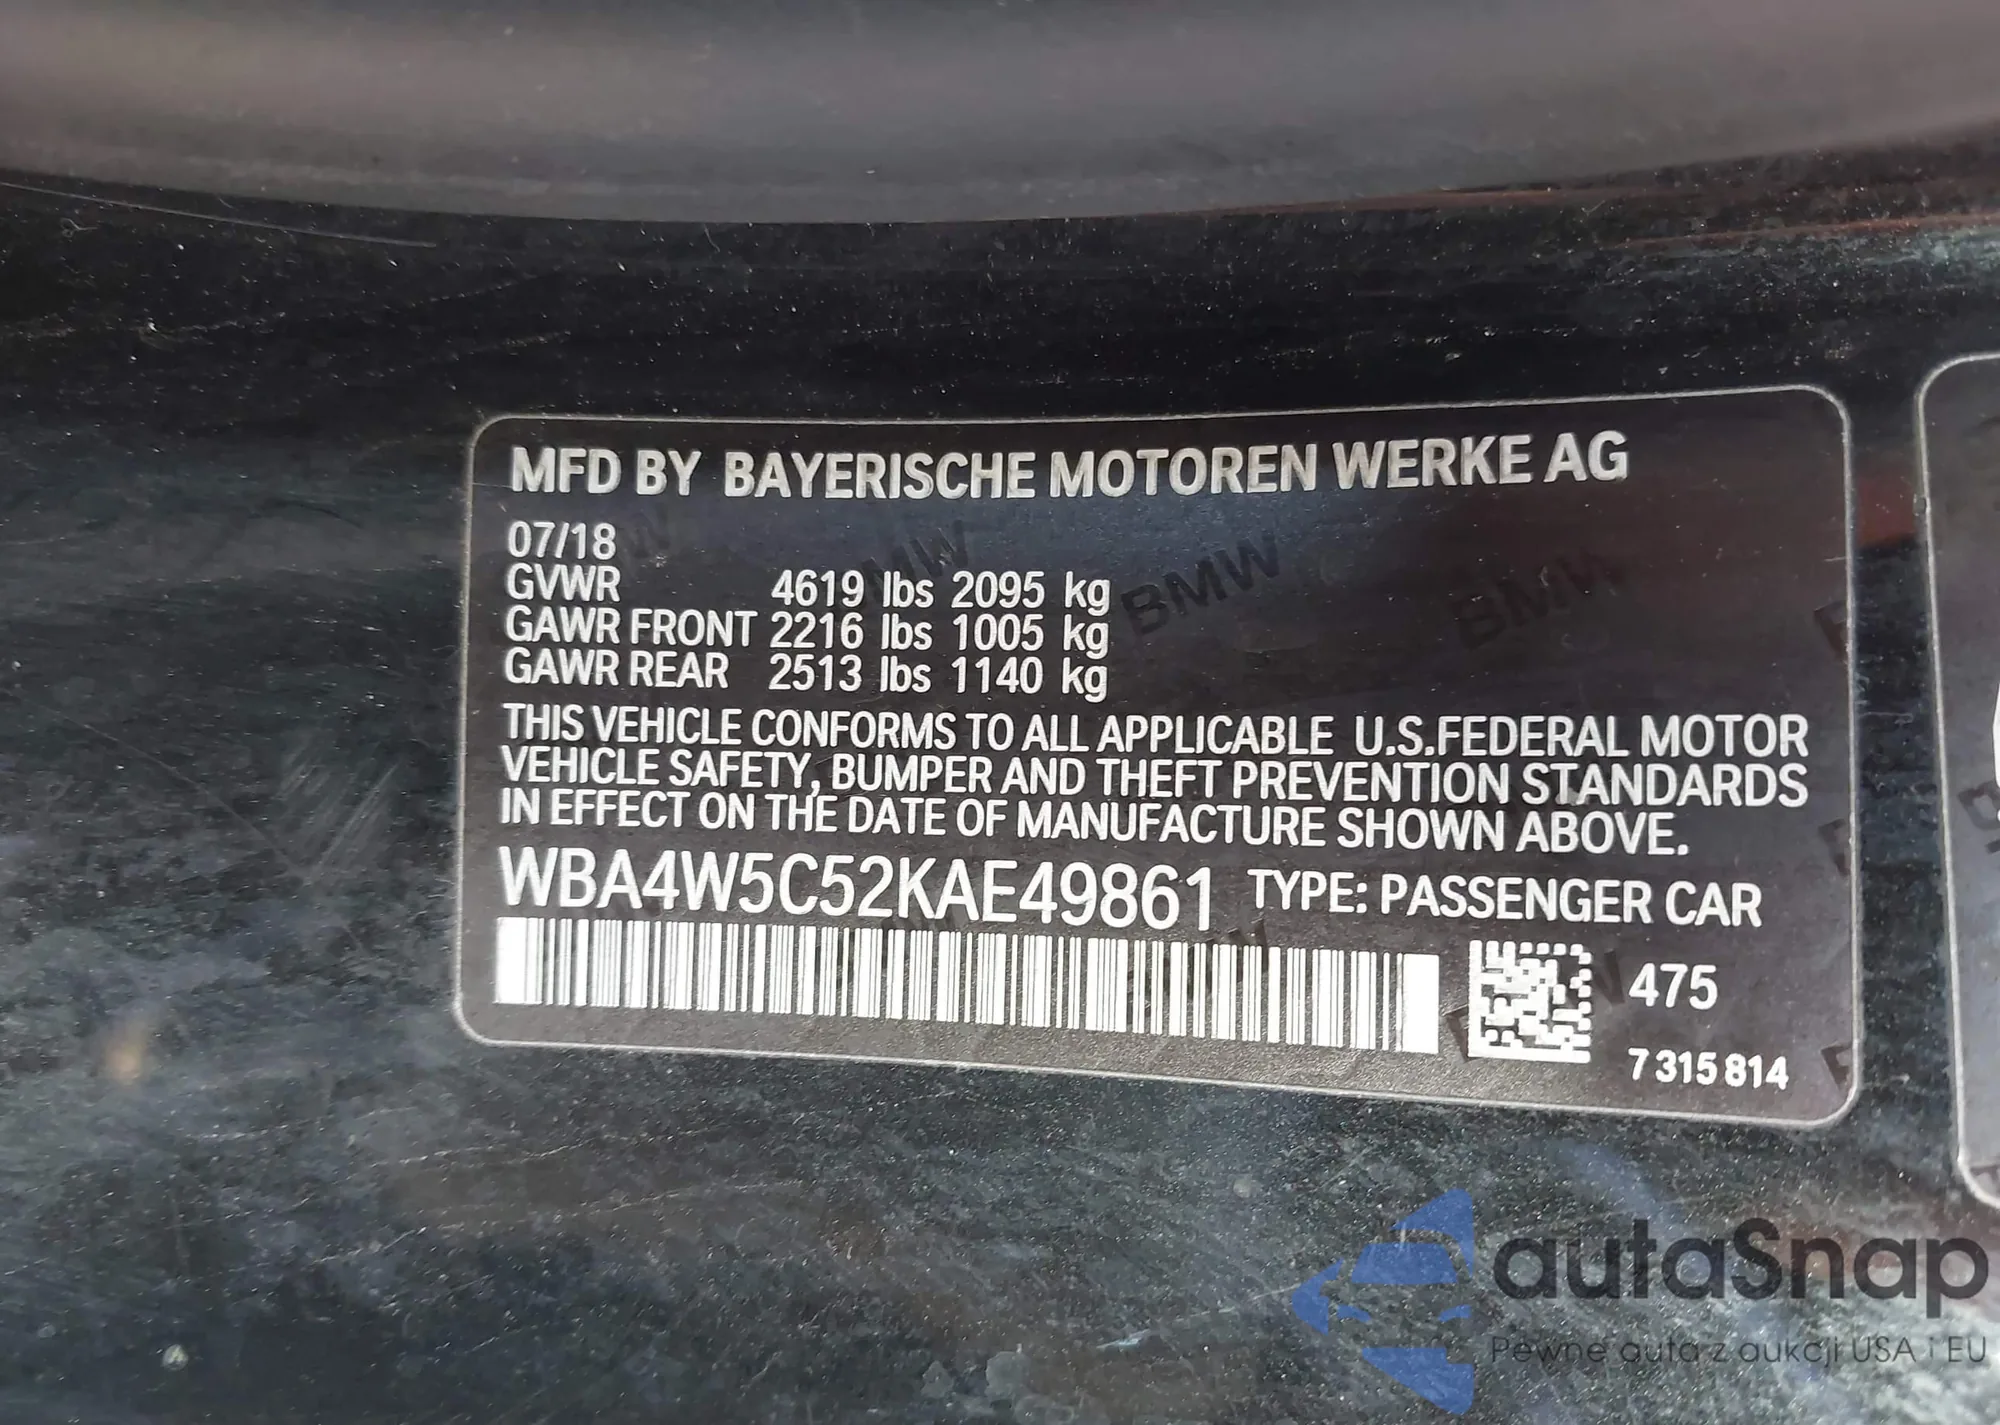 MFD BY BAYERISCHE MOTOREN WERKE AG
07/18
GVWR 4619 lbs 2095 kg
GAWR FRONT 2216 lbs 1005 kg
GAWR REAR 2513 lbs 1140 kg
THIS VEHICLE CONFORMS TO ALL APPLICABLE U.S.FEDERAL MOTOR
VEHICLE SAFETY, BUMPER AND THEFT PREVENTION STANDARDS
IN EFFECT ON THE DATE OF MANUFACTURE SHOWN ABOVE.
WBA4W5C52KAE49861 TYPE: PASSENGER CAR
475
7 315 814
BMW BMW BMW
autaSnap
Pewne auta z aukcji USA i EU